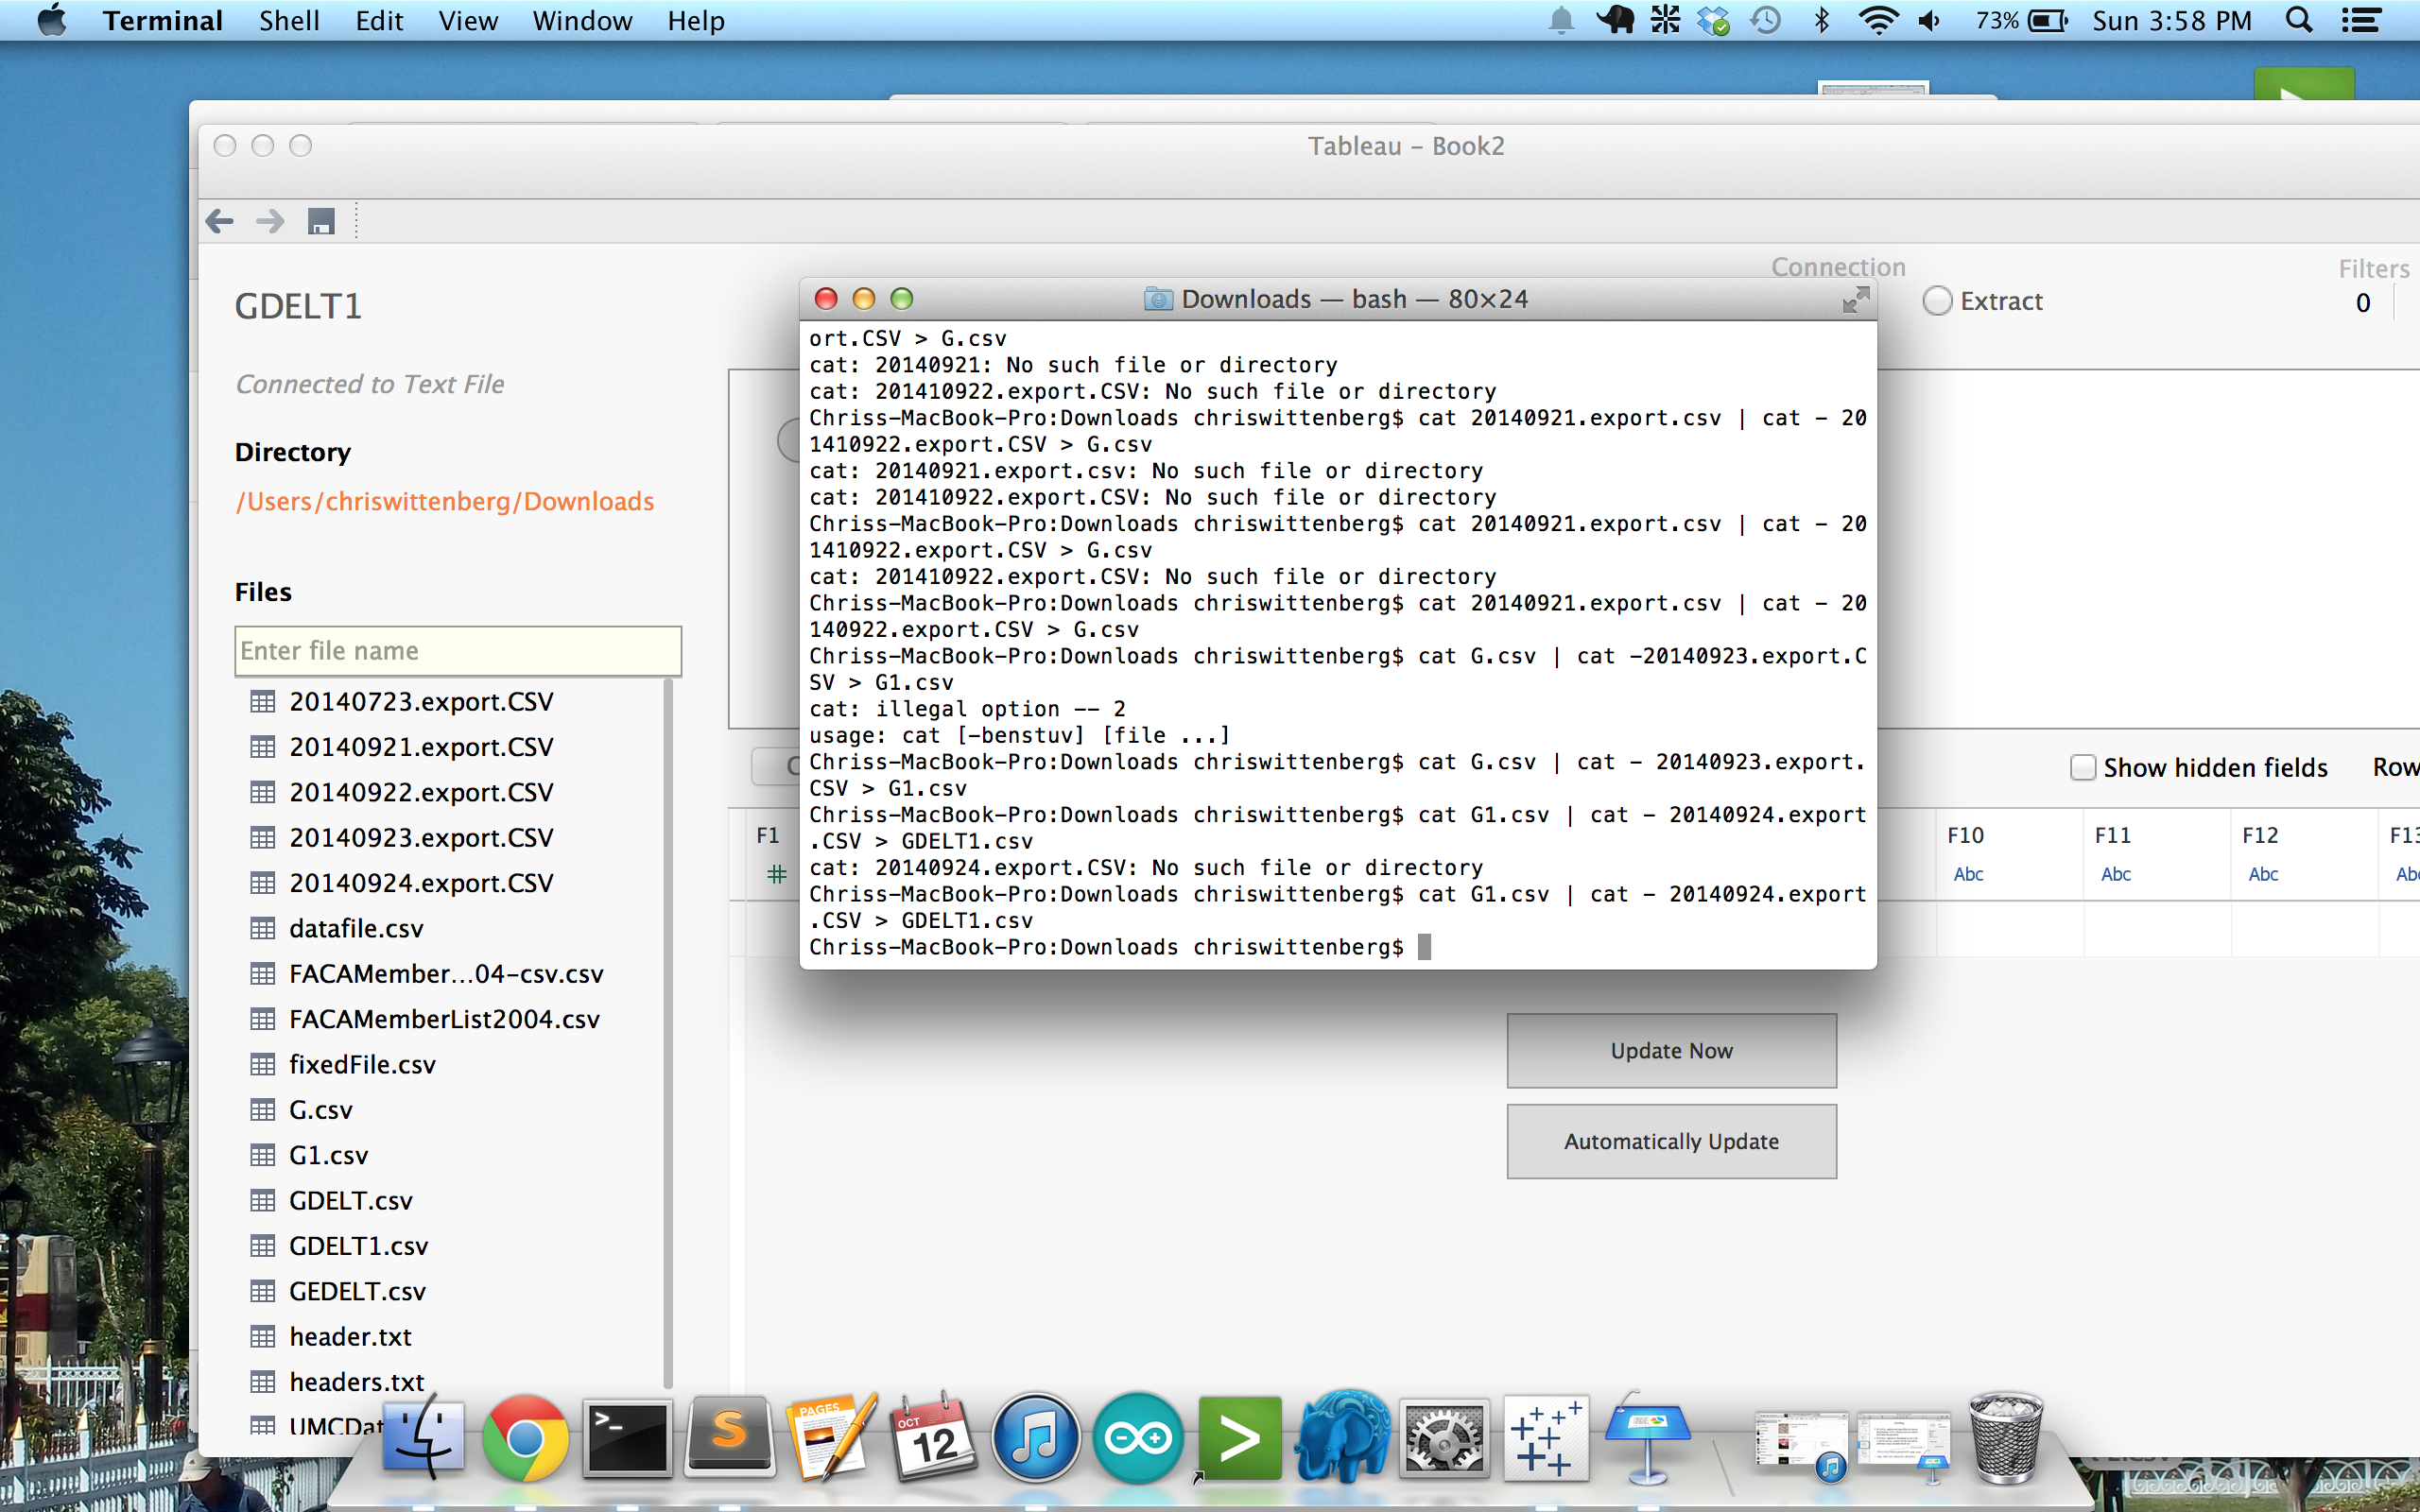 Terminal Shell Edit View Window Help 73% Sun 3:58 PM
Tableau - Book2
GDELT1
Connected to Text File
Directory
/Users/chriswittenberg/Downloads
Files
Enter file name
20140723.export.CSV
20140921.export.CSV
20140922.export.CSV
20140923.export.CSV
20140924.export.CSV
datafile.csv
FACAMember...04-csv.csv
FACAMemberList2004.csv
fixedFile.csv
G.csv
G1.csv
GDELT.csv
GDELT1.csv
GEDELT.csv
header.txt
headers.txt
Connection
Extract
Filters
0
Downloads — bash — 80×24
ort.CSV > G.csv
cat: 20140921: No such file or directory
cat: 201410922.export.CSV: No such file or directory
Chriss-MacBook-Pro:Downloads chriswittenberg$ cat 20140921.export.csv | cat - 20
1410922.export.CSV > G.csv
cat: 20140921.export.csv: No such file or directory
cat: 201410922.export.CSV: No such file or directory
Chriss-MacBook-Pro:Downloads chriswittenberg$ cat 20140921.export.csv | cat - 20
1410922.export.CSV > G.csv
cat: 201410922.export.CSV: No such file or directory
Chriss-MacBook-Pro:Downloads chriswittenberg$ cat 20140921.export.csv | cat - 20
140922.export.CSV > G.csv
Chriss-MacBook-Pro:Downloads chriswittenberg$ cat G.csv | cat -20140923.export.C
SV > G1.csv
cat: illegal option -- 2
usage: cat [-benstuv] [file ...]
Chriss-MacBook-Pro:Downloads chriswittenberg$ cat G.csv | cat - 20140923.export.
CSV > G1.csv
Chriss-MacBook-Pro:Downloads chriswittenberg$ cat G1.csv | cat - 20140924.export
.CSV > GDELT1.csv
cat: 20140924.export.CSV: No such file or directory
Chriss-MacBook-Pro:Downloads chriswittenberg$ cat G1.csv | cat - 20140924.export
.CSV > GDELT1.csv
Chriss-MacBook-Pro:Downloads chriswittenberg$
Show hidden fields Row
F1 F10 F11 F12 F13
# Abc Abc Abc Abc
Update Now
Automatically Update
PAGES
OCT
12